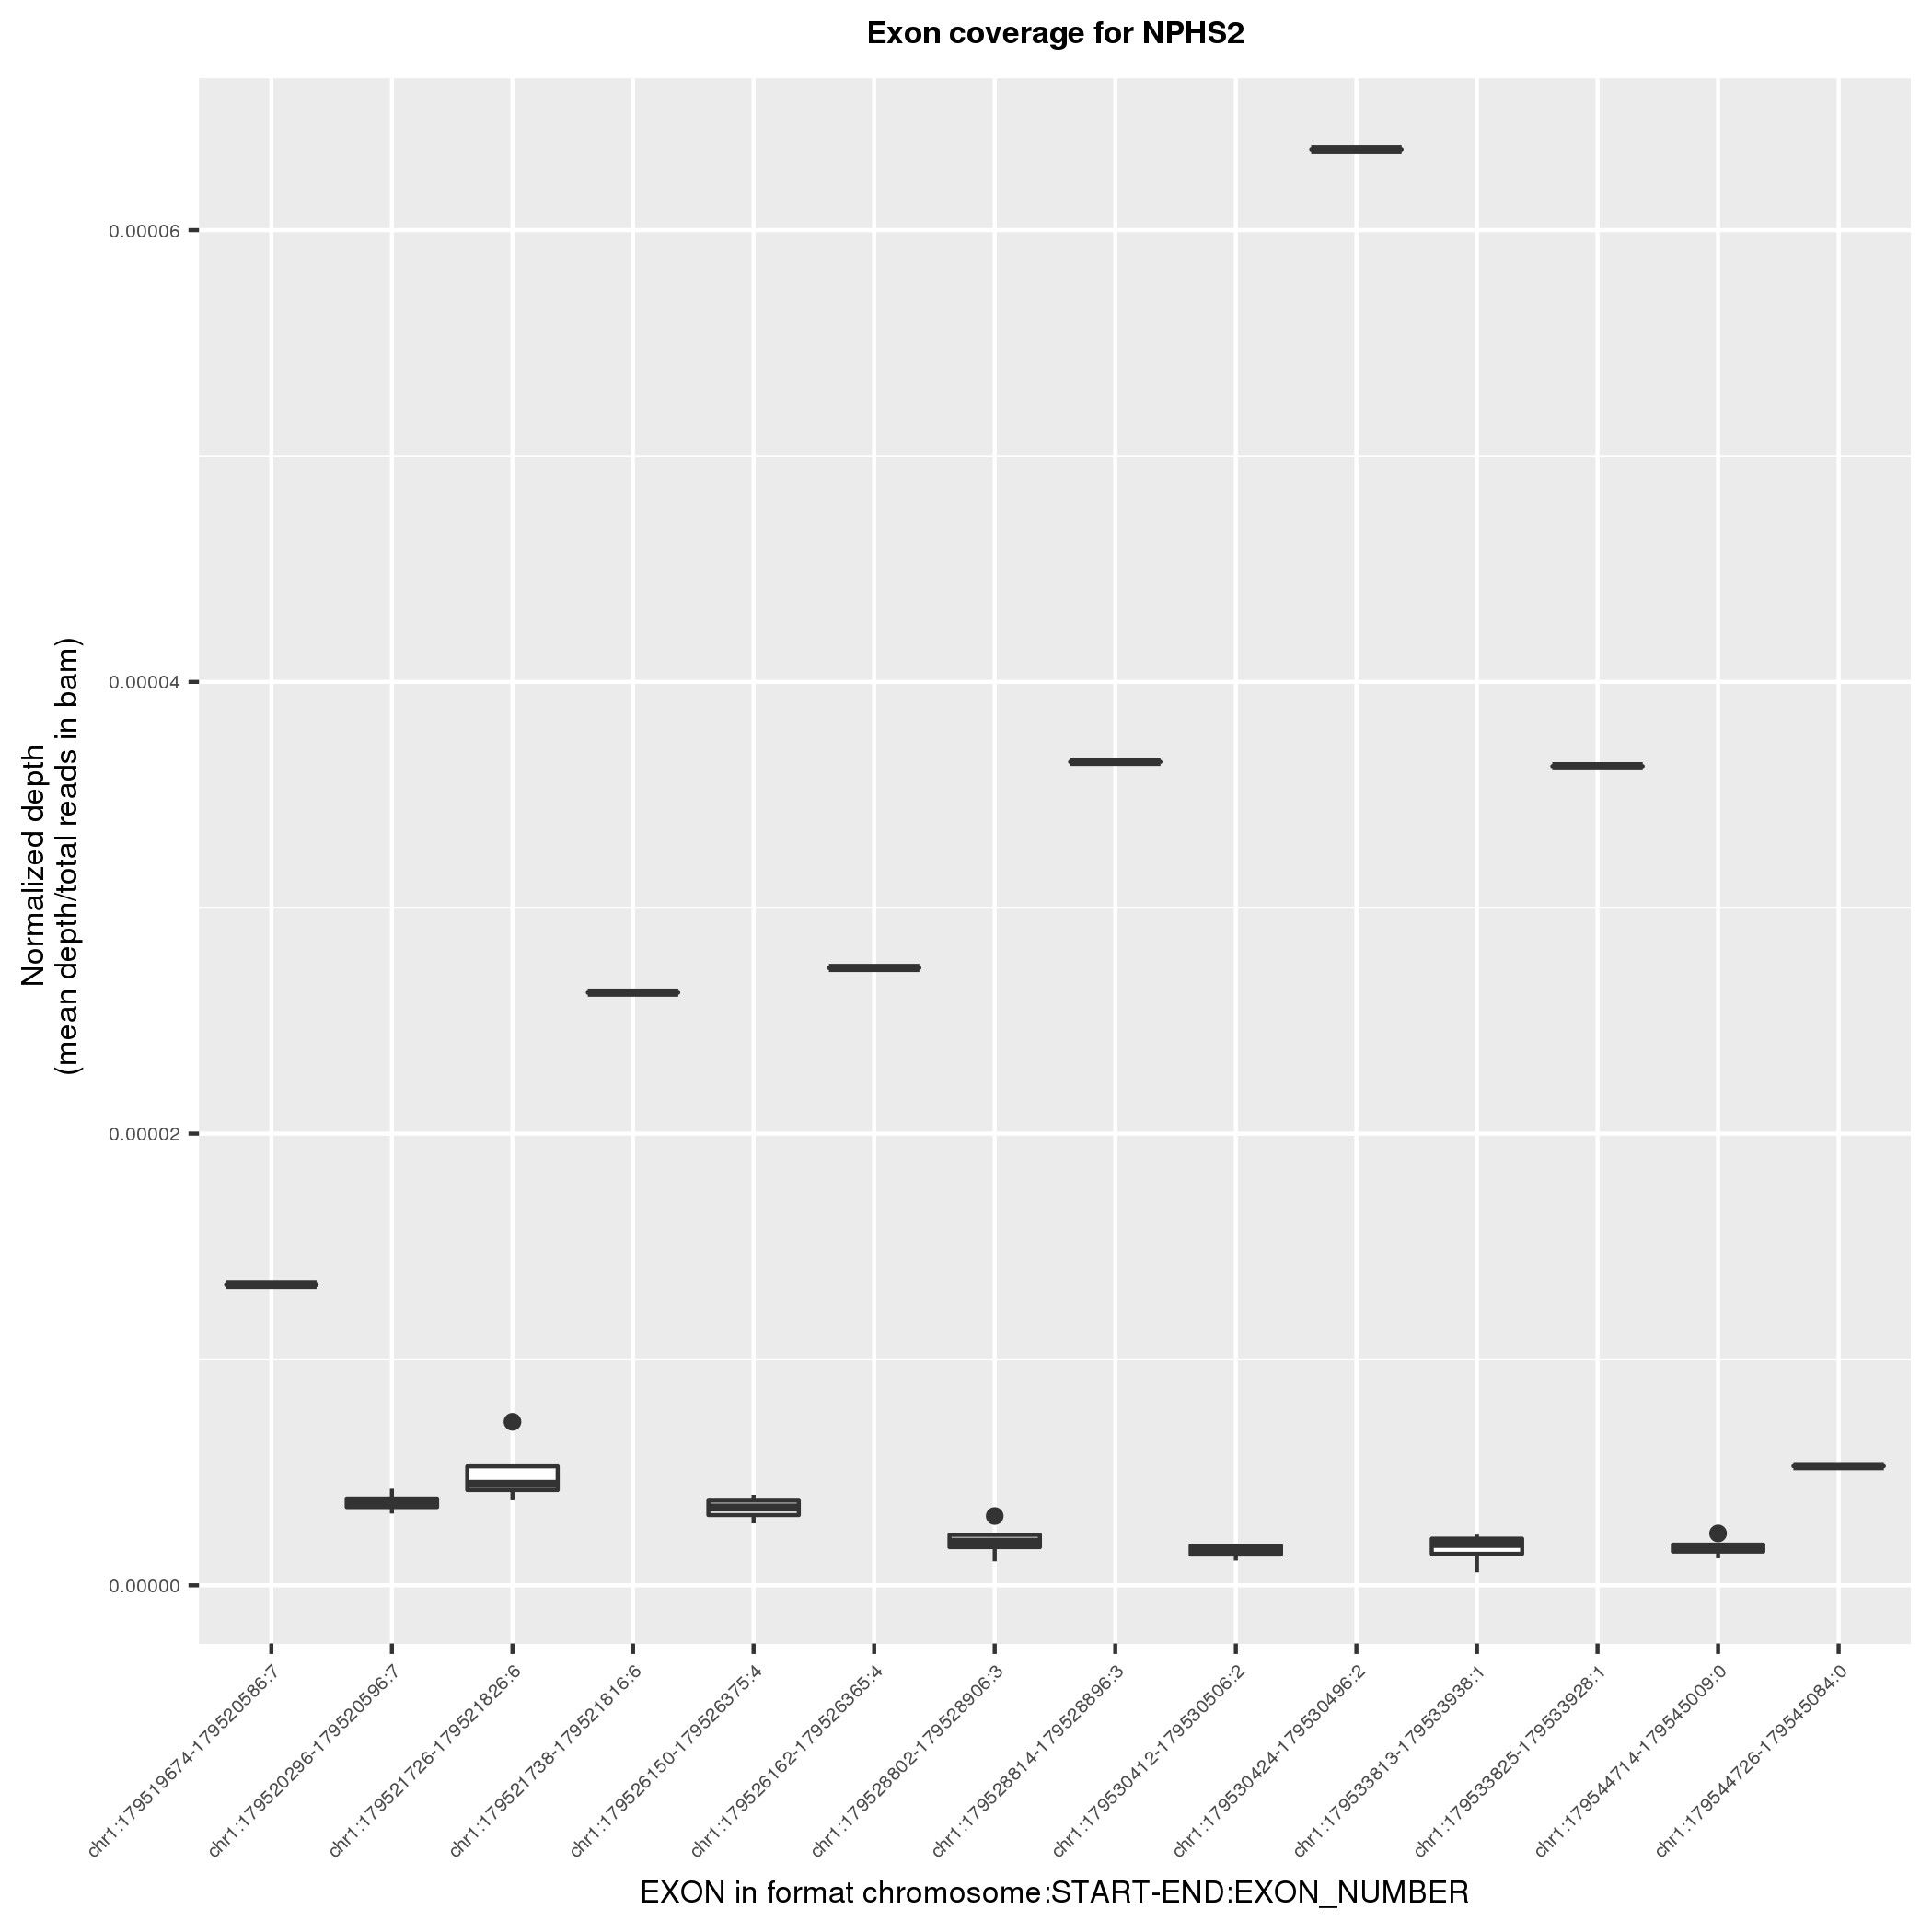 Exon coverage for NPHS2
Normalized depth
(mean depth/total reads in bam)
0.00006
0.00004
0.00002
0.00000
chr1:179519674-179520586:7
chr1:179520296-179520596:7
chr1:179521726-179521826:6
chr1:179521738-179521816:6
chr1:179526150-179526375:4
chr1:179526162-179526365:4
chr1:179528802-179528906:3
chr1:179528814-179528896:3
chr1:179530412-179530506:2
chr1:179530424-179530496:2
chr1:179533813-179533938:1
chr1:179533825-179533928:1
chr1:179544714-179545009:0
chr1:179544726-179545084:0
EXON in format chromosome:START-END:EXON_NUMBER